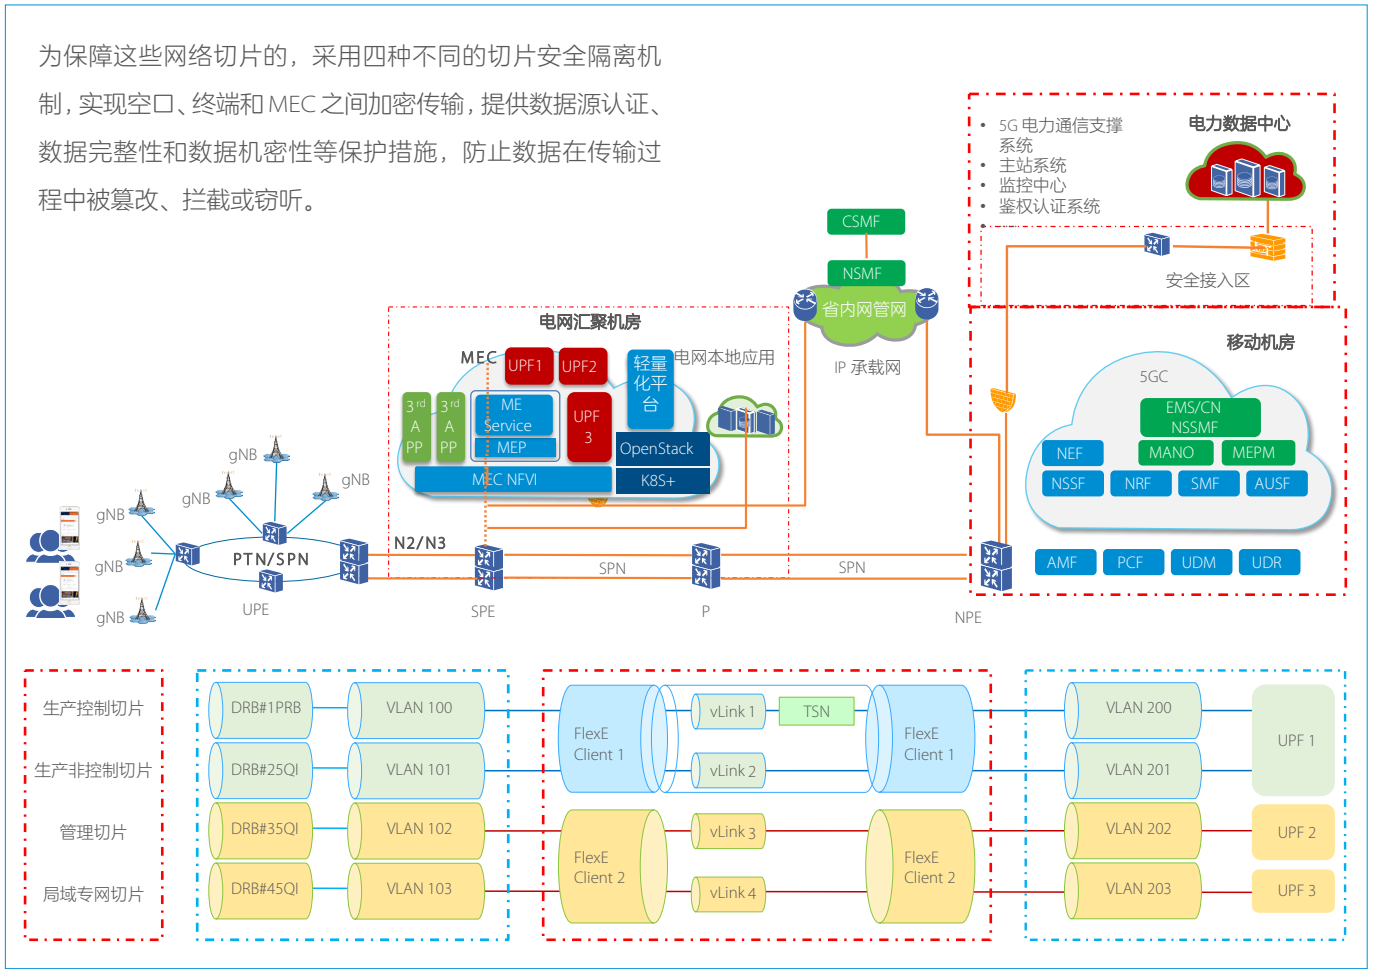 为保障这些网络切片的，采用四种不同的切片安全隔离机
制，实现空口、终端和 MEC 之间加密传输，提供数据源认证、
数据完整性和数据机密性等保护措施，防止数据在传输过
程中被篡改、拦截或窃听。
• 5G 电力通信支撑
系统
• 主站系统
• 监控中心
• 鉴权认证系统
• ......
电力数据中心
安全接入区
CSMF
NSMF
省内网管网
IP 承载网
电网汇聚机房
MEC
UPF1
UPF2
轻量
化平
台
电网本地应用
3rd
A
PP
3rd
A
PP
ME
Service
MEP
UPF
3
OpenStack
MEC NFVI
K8S+
移动机房
5GC
EMS/CN
NSSMF
NEF
MANO
MEPM
NSSF
NRF
SMF
AUSF
AMF
PCF
UDM
UDR
gNB
gNB
gNB
gNB
gNB
gNB
PTN/SPN
UPE
N2/N3
SPN
SPN
SPE
P
NPE
生产控制切片
DRB#1PRB
VLAN 100
FlexE
Client 1
vLink 1
TSN
FlexE
Client 1
VLAN 200
UPF 1
生产非控制切片
DRB#25QI
VLAN 101
vLink 2
VLAN 201
管理切片
DRB#35QI
VLAN 102
FlexE
Client 2
vLink 3
FlexE
Client 2
VLAN 202
UPF 2
局域专网切片
DRB#45QI
VLAN 103
vLink 4
VLAN 203
UPF 3